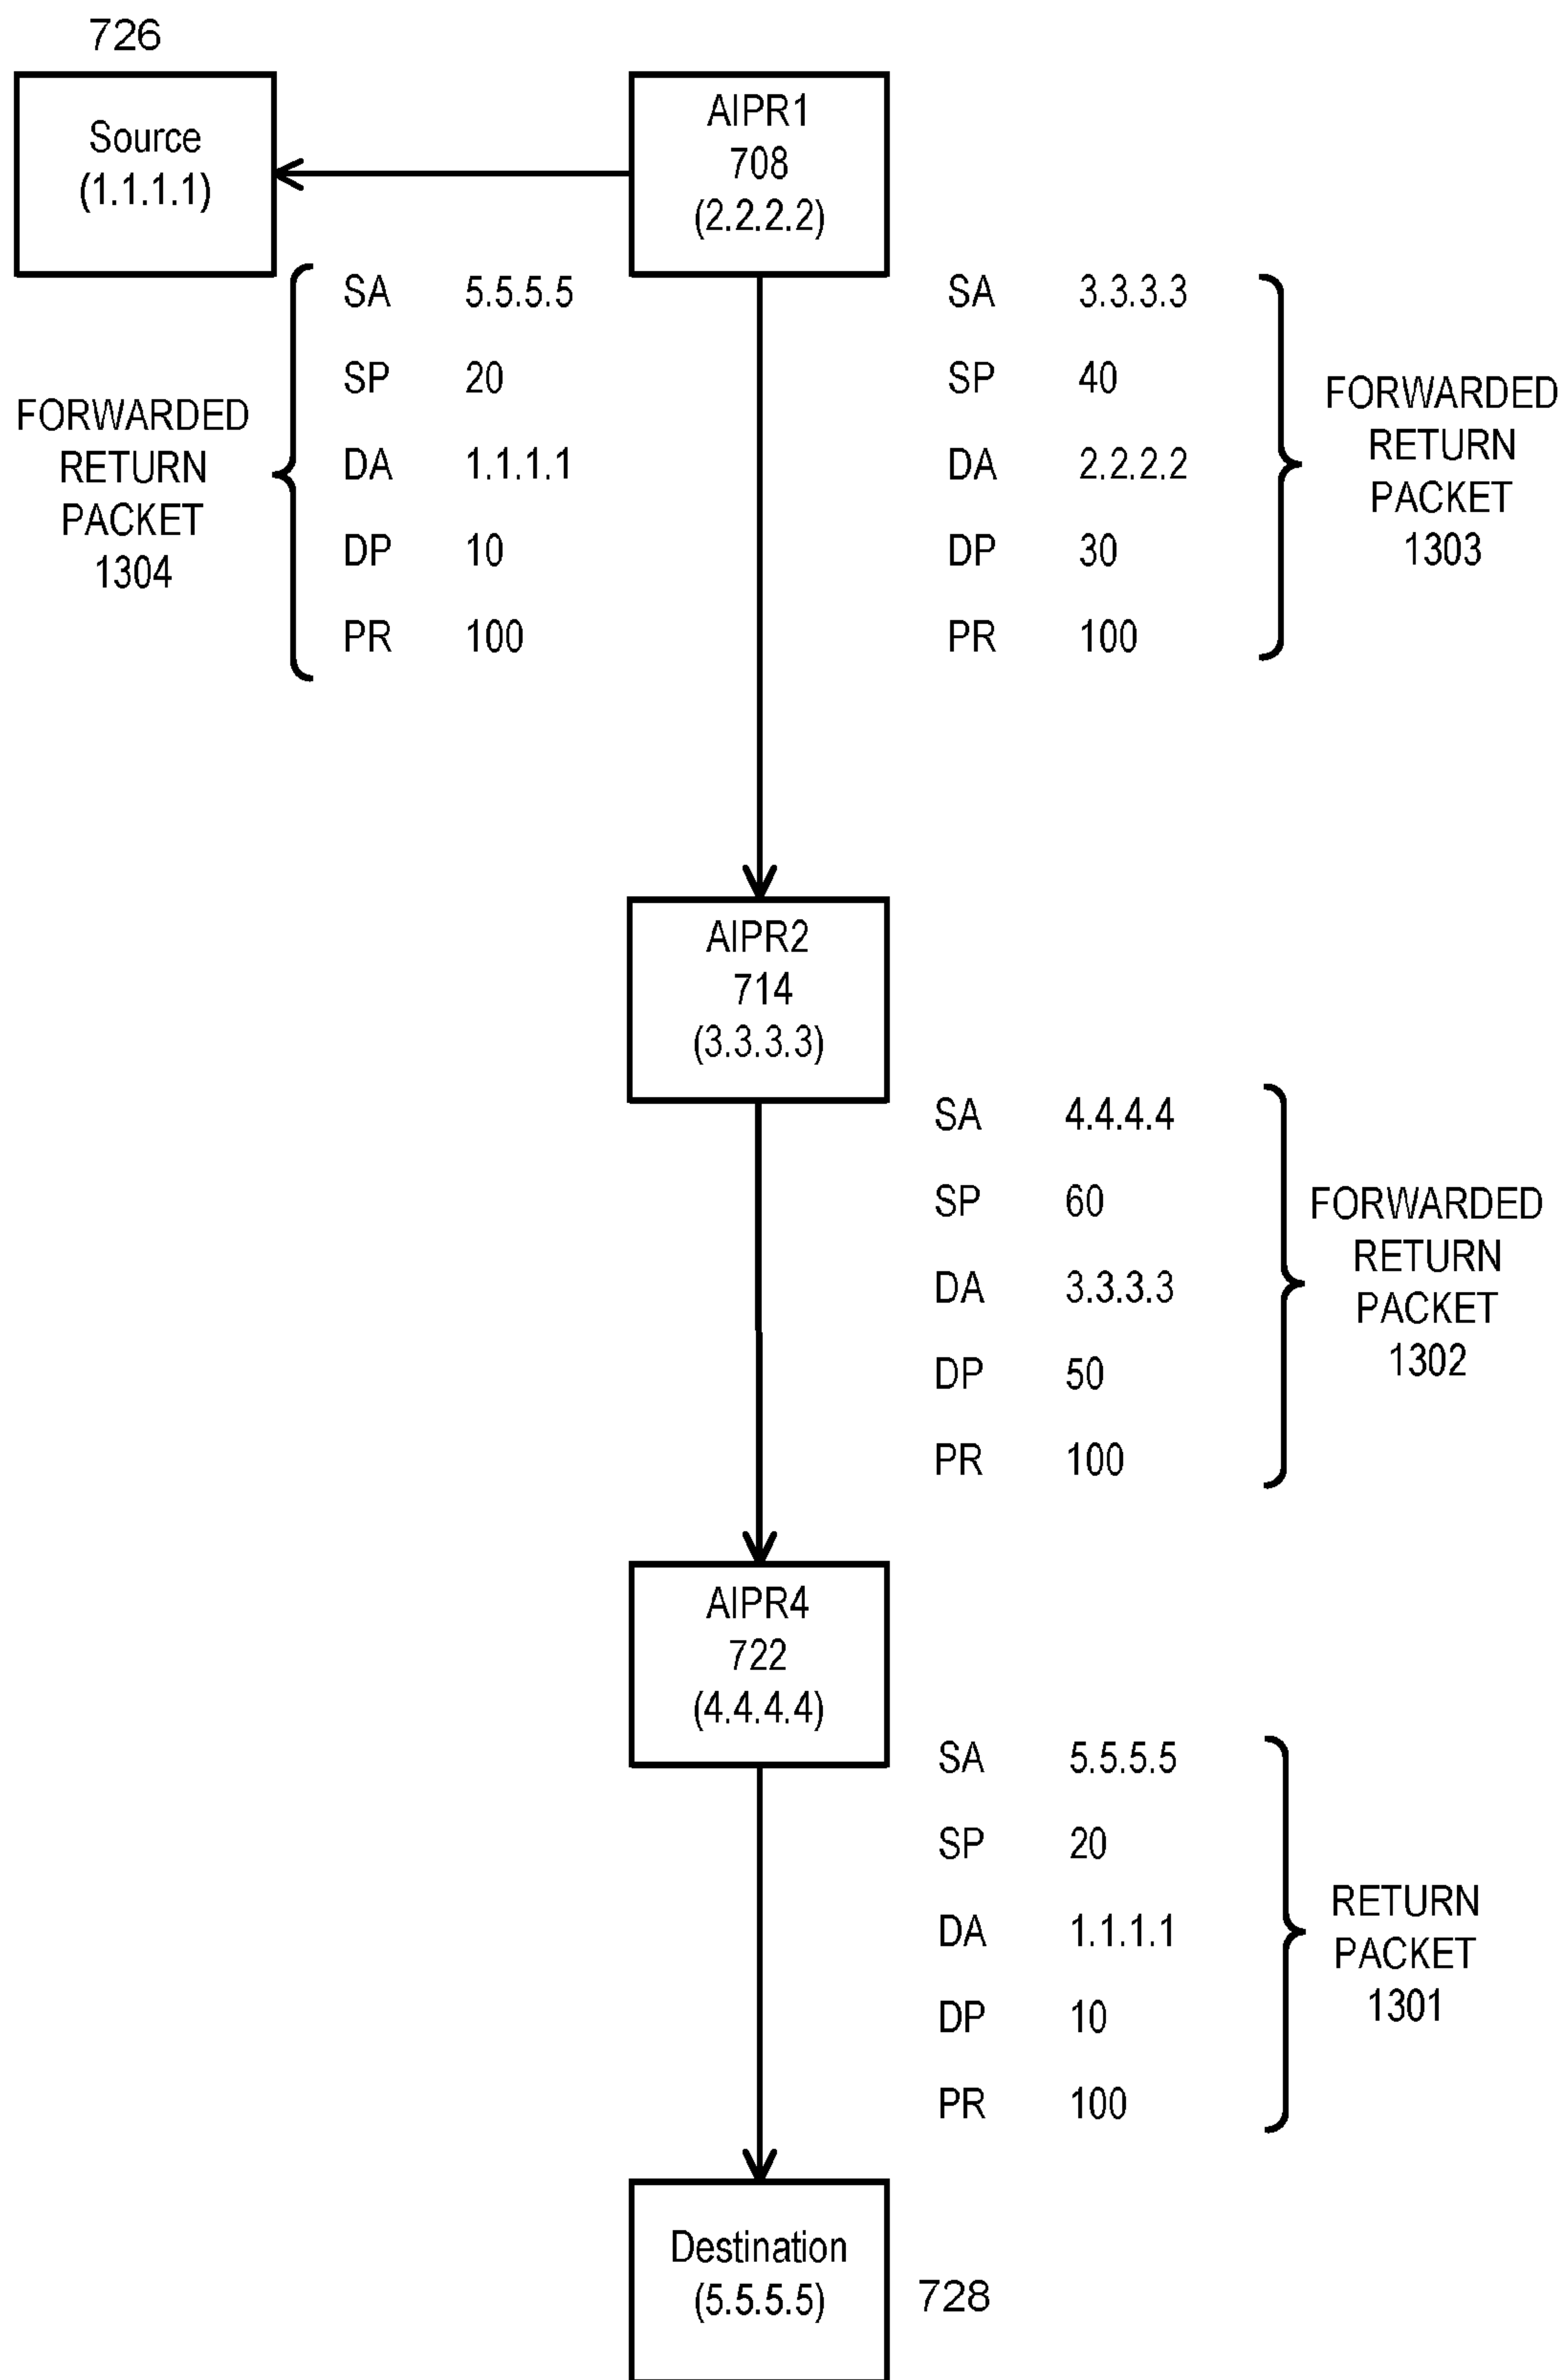 726
Source
(1.1.1.1)
AIPR1
708
(2.2.2.2)
FORWARDED
RETURN
PACKET
1304
SA 5.5.5.5
SP 20
DA 1.1.1.1
DP 10
PR 100
SA 3.3.3.3
SP 40
DA 2.2.2.2
DP 30
PR 100
FORWARDED
RETURN
PACKET
1303
AIPR2
714
(3.3.3.3)
SA 4.4.4.4
SP 60
DA 3.3.3.3
DP 50
PR 100
FORWARDED
RETURN
PACKET
1302
AIPR4
722
(4.4.4.4)
SA 5.5.5.5
SP 20
DA 1.1.1.1
DP 10
PR 100
RETURN
PACKET
1301
Destination
(5.5.5.5)
728